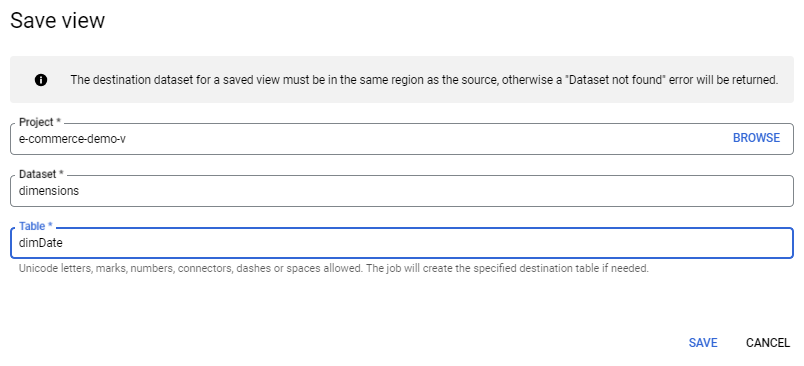 Save view
The destination dataset for a saved view must be in the same region as the source, otherwise a "Dataset not found" error will be returned.
Project *
e-commerce-demo-v
BROWSE
Dataset *
dimensions
Table *
dimDate
Unicode letters, marks, numbers, connectors, dashes or spaces allowed. The job will create the specified destination table if needed.
SAVE CANCEL